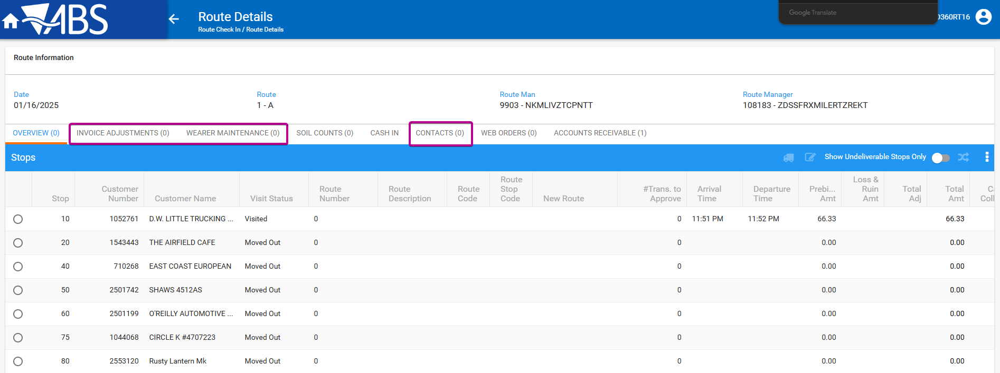 ABS
Route Details
Route Check In / Route Details
Google Translate
360RT16
Route Information
Date
01/16/2025
Route
1 - A
Route Man
9903 - NKMLIVZTCPNTT
Route Manager
108183 - ZDSSFRXMILERTZREKT
OVERVIEW (0) INVOICE ADJUSTMENTS (0) WEARER MAINTENANCE (0) SOIL COUNTS (0) CASH IN CONTACTS (0) WEB ORDERS (0) ACCOUNTS RECEIVABLE (1)
Stops Show Undeliverable Stops Only
Stop
Customer
Number
Customer Name
Visit Status
Route
Number
Route
Description
Route
Code
Route
Stop
Code
New Route
#Trans. to
Approve
Arrival
Time
Departure
Time
Prebi...
Amt
Loss &
Ruin
Amt
Total
Adj
Total
Amt
10 1052761 D.W. LITTLE TRUCKING ... Visited 0 0 11:51 PM 11:52 PM 66.33 66.33
20 1543443 THE AIRFIELD CAFE Moved Out 0 0 0.00 0.00
40 710268 EAST COAST EUROPEAN Moved Out 0 0 0.00 0.00
50 2501742 SHAWS 4512AS Moved Out 0 0 0.00 0.00
60 2501199 O'REILLY AUTOMOTIVE ... Moved Out 0 0 0.00 0.00
75 1044068 CIRCLE K #4707223 Moved Out 0 0 0.00 0.00
80 2553120 Rusty Lantern Mk Moved Out 0 0 0.00 0.00